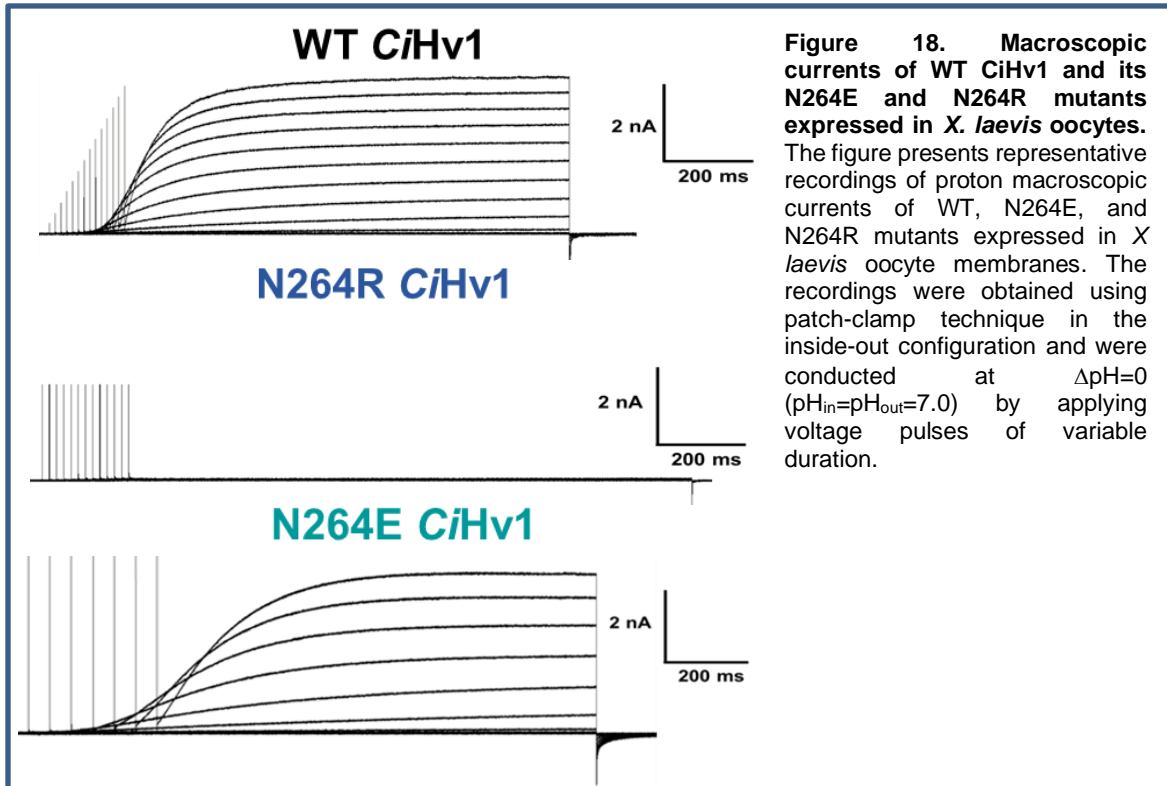 WT CiHv1
2 nA
200 ms
N264R CiHv1
2 nA
200 ms
N264E CiHv1
2 nA
200 ms
Figure 18. Macroscopic
currents of WT CiHv1 and its
N264E and N264R mutants
expressed in X. laevis oocytes.
The figure presents representative
recordings of proton macroscopic
currents of WT, N264E, and
N264R mutants expressed in X
laevis oocyte membranes. The
recordings were obtained using
patch-clamp technique in the
inside-out configuration and were
conducted at ΔpH=0
(pHin=pHout=7.0) by applying
voltage pulses of variable
duration.